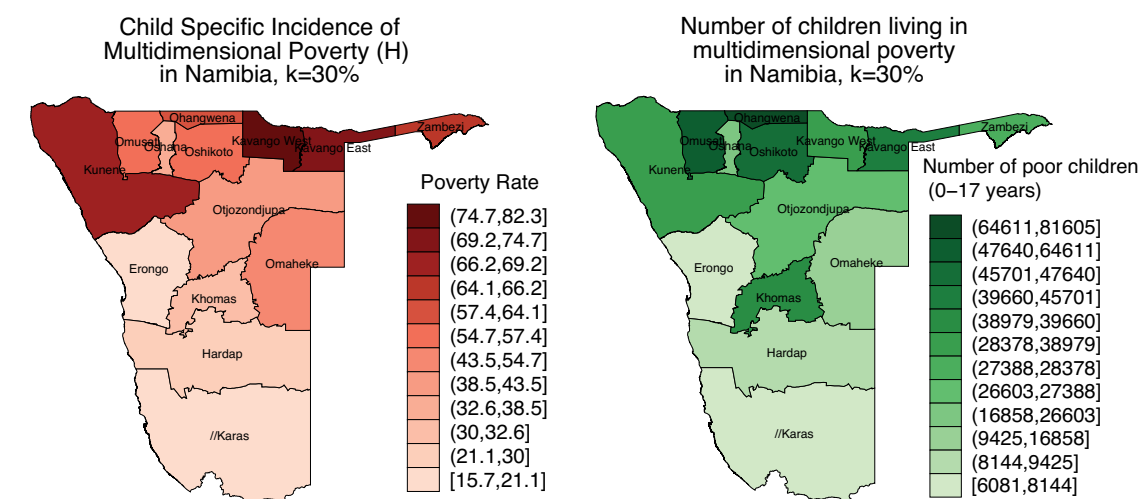 Child Specific Incidence of
Multidimensional Poverty (H)
in Namibia, k=30%
Ohangwena
Zambezi
Omusati
Oshana
Oshikoto
Kavango West
Kavango East
Kunene
Otjozondjupa
Erongo
Omaheke
Khomas
Hardap
//Karas
Poverty Rate
(74.7,82.3]
(69.2,74.7]
(66.2,69.2]
(64.1,66.2]
(57.4,64.1]
(54.7,57.4]
(43.5,54.7]
(38.5,43.5]
(32.6,38.5]
(30,32.6]
(21.1,30]
[15.7,21.1]
Number of children living in
multidimensional poverty
in Namibia, k=30%
Ohangwena
Zambezi
Omusati
Oshana
Oshikoto
Kavango West
Kavango East
Kunene
Otjozondjupa
Erongo
Omaheke
Khomas
Hardap
//Karas
Number of poor children
(0–17 years)
(64611,81605]
(47640,64611]
(45701,47640]
(39660,45701]
(38979,39660]
(28378,38979]
(27388,28378]
(26603,27388]
(16858,26603]
(9425,16858]
(8144,9425]
[6081,8144]